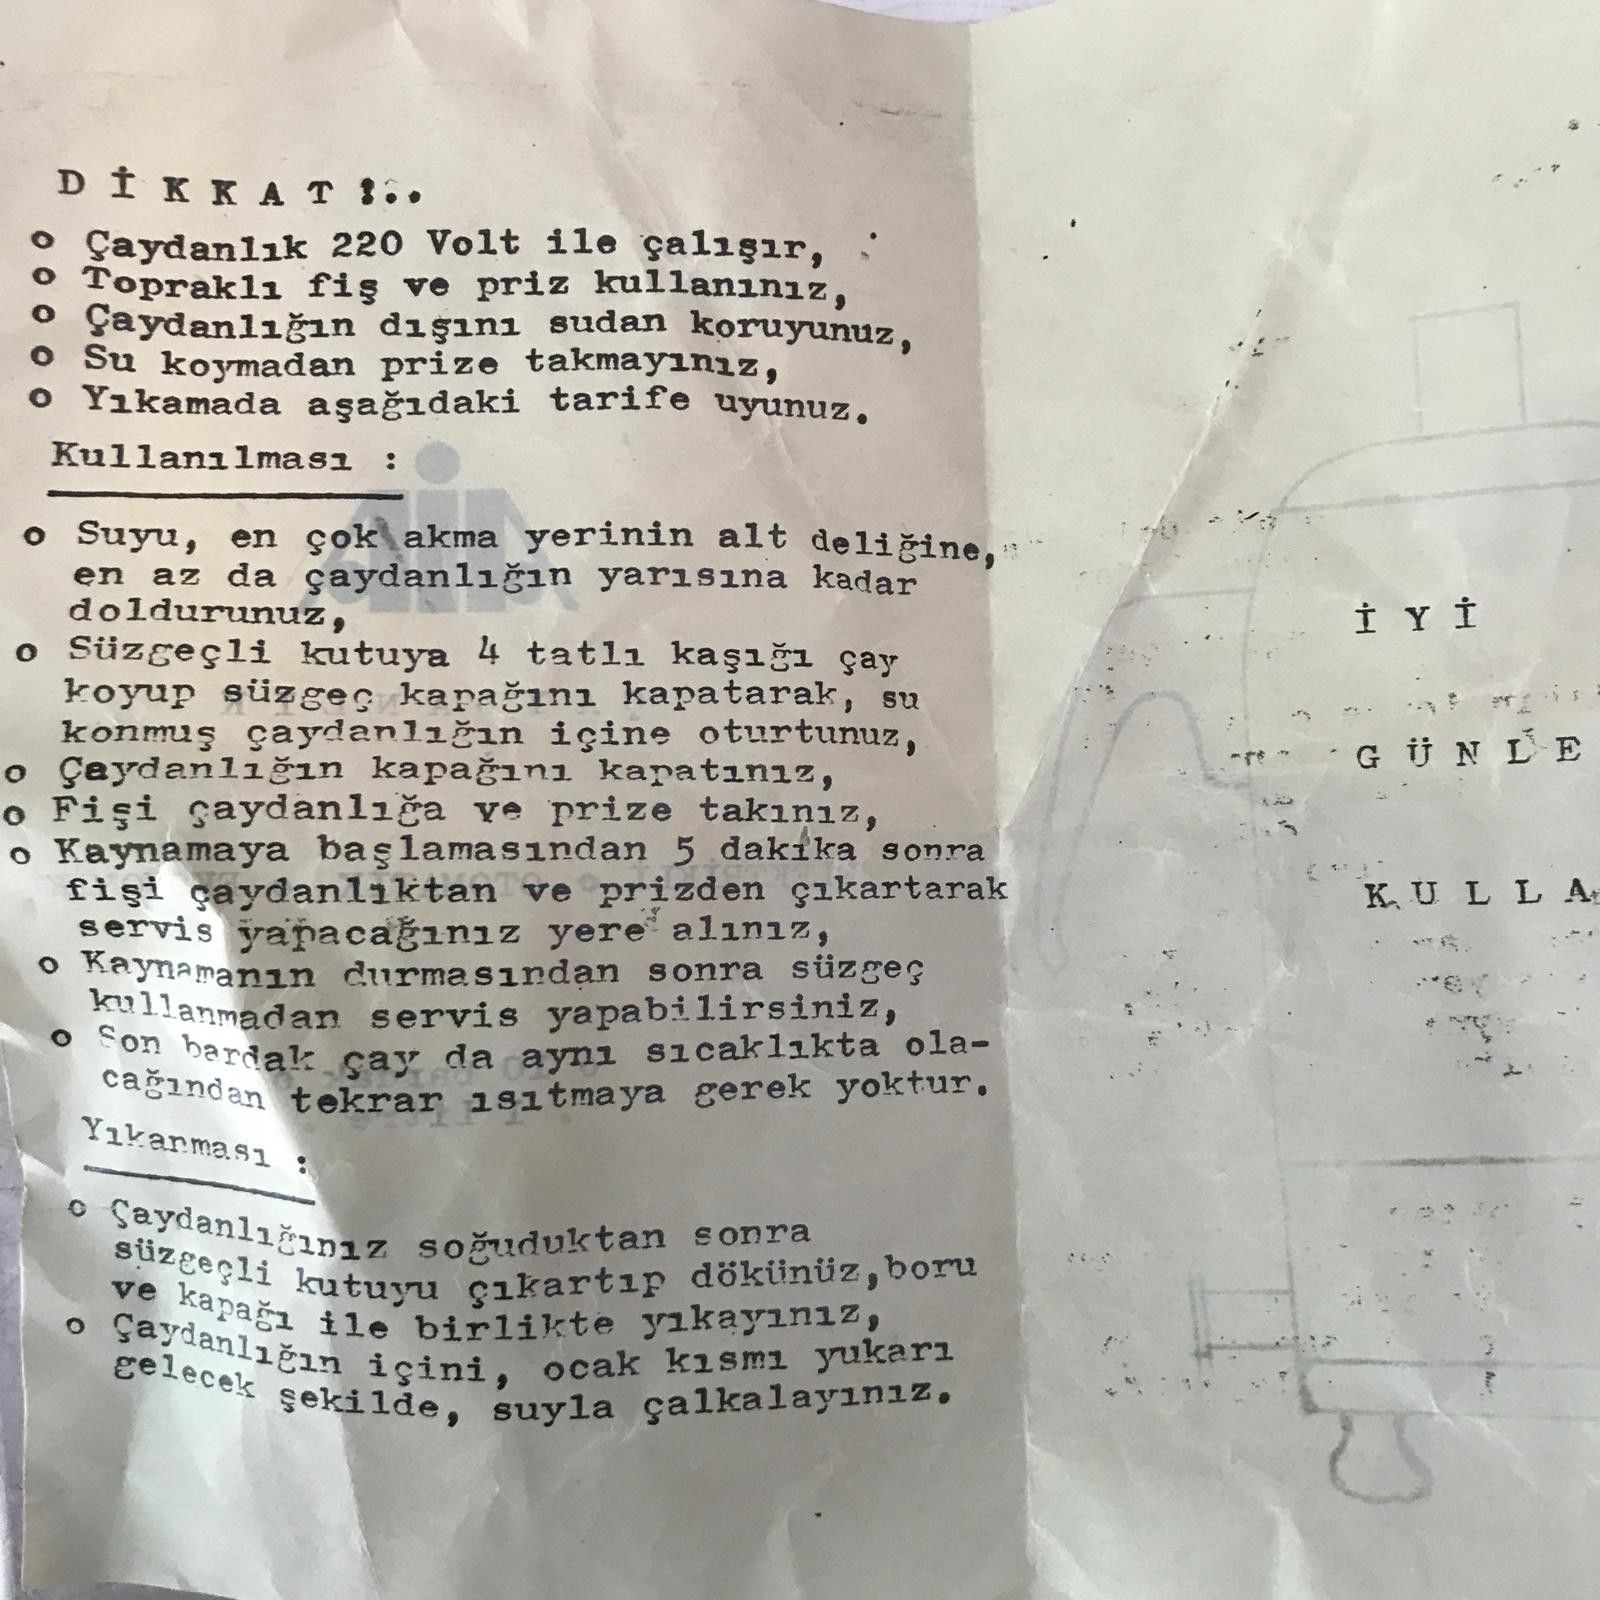 DİKKAT!..
o Çaydanlık 220 Volt ile çalışır,
o Topraklı fiş ve priz kullanınız,
o Çaydanlığın dışını sudan koruyunuz,
o Su koymadan prize takmayınız,
o Yıkamada aşağıdaki tarife uyunuz.
Kullanılması :
o Suyu, en çok akma yerinin alt deliğine,
en az da çaydanlığın yarısına kadar
doldurunuz,
o Süzgeçli kutuya 4 tatlı kaşığı çay
koyup süzgeç kapağını kapatarak, su
konmuş çaydanlığın içine oturtunuz,
o Çaydanlığın kapağını kapatınız,
o Fişi çaydanlığa ve prize takınız,
o Kaynamaya başlamasından 5 dakika sonra
fişi çaydanlıktan ve prizden çıkartarak
servis yapacağınız yere alınız,
o Kaynamanın durmasından sonra süzgeç
kullanmadan servis yapabilirsiniz,
o Son bardak çay da aynı sıcaklıkta ola-
cağından tekrar ısıtmaya gerek yoktur.
Yıkanması :
o Çaydanlığınız soğuduktan sonra
süzgeçli kutuyu çıkartıp dökünüz,boru
ve kapağı ile birlikte yıkayınız,
o Çaydanlığın içini, ocak kısmı yukarı
gelecek şekilde, suyla çalkalayınız.
İYİ
GÜNLE
KULLA